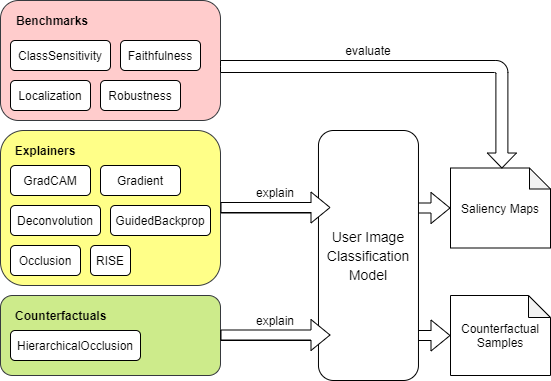 Benchmarks
ClassSensitivity
Faithfulness
Localization
Robustness
evaluate
Explainers
GradCAM
Gradient
Deconvolution
GuidedBackprop
Occlusion
RISE
explain
User Image
Classification
Model
Saliency Maps
Counterfactuals
HierarchicalOcclusion
explain
Counterfactual
Samples